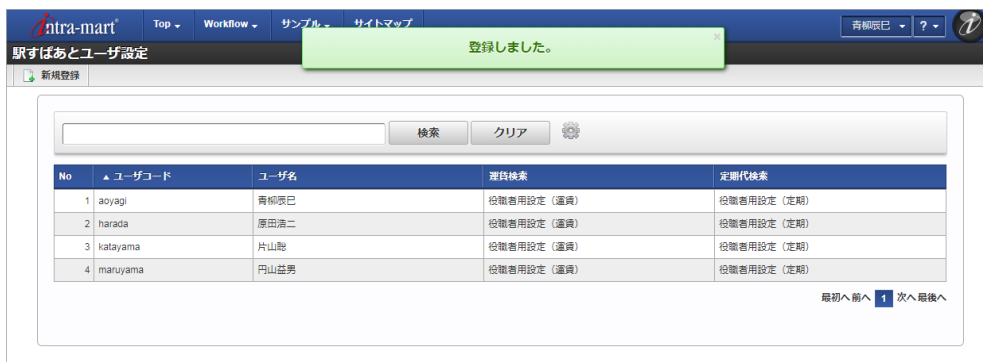 intra-mart® Top Workflow サンプル サイトマップ 青柳辰巳 ?
登録しました。 ×
駅すぱあとユーザ設定
新規登録
検索 クリア
No ▲ ユーザコード ユーザ名 運賃検索 定期代検索
1 aoyagi 青柳辰巳 役職者用設定（運賃） 役職者用設定（定期）
2 harada 原田浩二 役職者用設定（運賃） 役職者用設定（定期）
3 katayama 片山聡 役職者用設定（運賃） 役職者用設定（定期）
4 maruyama 円山益男 役職者用設定（運賃） 役職者用設定（定期）
最初へ 前へ 1 次へ 最後へ